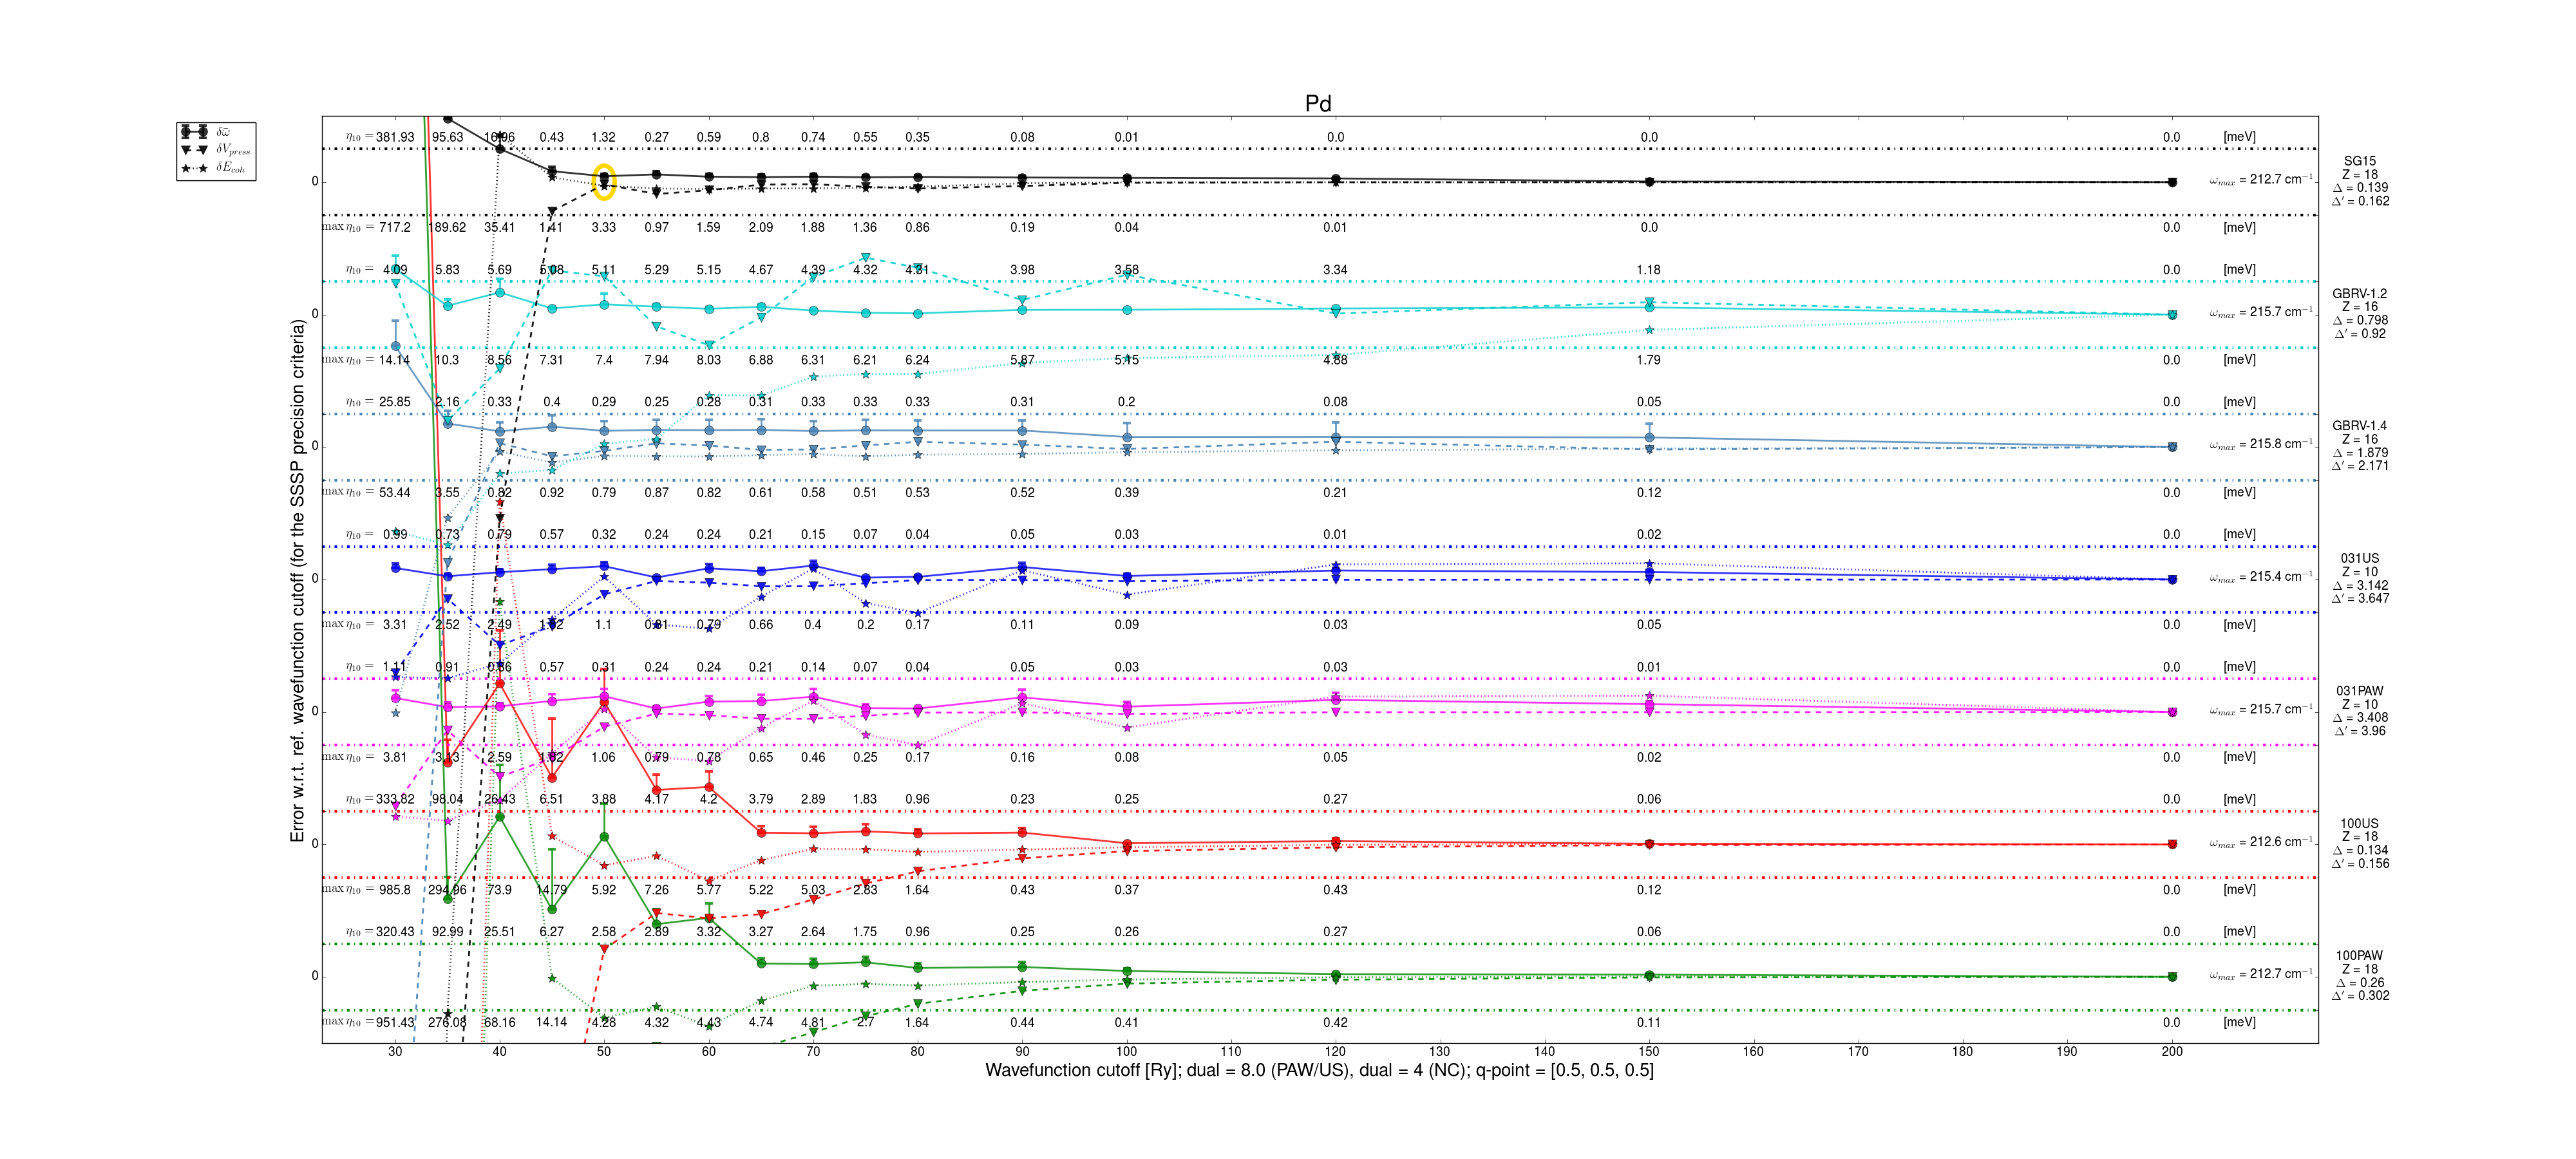 Pd
δω̄
δV_press
δE_coh
Error w.r.t. ref. wavefunction cutoff (for the SSSP precision criteria)
η₁₀ = 381.93 95.63 16.96 0.43 1.32 0.27 0.59 0.8 0.74 0.55 0.35 0.08 0.01 0.0 0.0 0.0 [meV]
0
ω_max = 212.7 cm⁻¹
SG15
Z = 18
Δ = 0.139
Δ′ = 0.162
max η₁₀ = 717.2 189.62 35.41 1.41 3.33 0.97 1.59 2.09 1.88 1.36 0.86 0.19 0.04 0.01 0.0 0.0 [meV]
η₁₀ = 4.09 5.83 5.69 5.08 5.11 5.29 5.15 4.67 4.39 4.32 4.31 3.98 3.58 3.34 1.18 0.0 [meV]
0
ω_max = 215.7 cm⁻¹
GBRV-1.2
Z = 16
Δ = 0.798
Δ′ = 0.92
max η₁₀ = 14.14 10.3 8.56 7.31 7.4 7.94 8.03 6.88 6.31 6.21 6.24 5.87 5.15 4.88 1.79 0.0 [meV]
η₁₀ = 25.85 2.16 0.33 0.4 0.29 0.25 0.28 0.31 0.33 0.33 0.33 0.31 0.2 0.08 0.05 0.0 [meV]
0
ω_max = 215.8 cm⁻¹
GBRV-1.4
Z = 16
Δ = 1.879
Δ′ = 2.171
max η₁₀ = 53.44 3.55 0.82 0.92 0.79 0.87 0.82 0.61 0.58 0.51 0.53 0.52 0.39 0.21 0.12 0.0 [meV]
η₁₀ = 0.99 0.73 0.79 0.57 0.32 0.24 0.24 0.21 0.15 0.07 0.04 0.05 0.03 0.01 0.02 0.0 [meV]
0
ω_max = 215.4 cm⁻¹
031US
Z = 10
Δ = 3.142
Δ′ = 3.647
max η₁₀ = 3.31 2.52 2.49 0.79 1.1 0.66 0.4 0.2 0.17 0.11 0.09 0.03 0.05 0.0 [meV]
η₁₀ = 1.11 0.91 0.86 0.57 0.31 0.24 0.24 0.21 0.14 0.07 0.04 0.05 0.03 0.03 0.01 0.0 [meV]
0
ω_max = 215.7 cm⁻¹
031PAW
Z = 10
Δ = 3.408
Δ′ = 3.96
max η₁₀ = 3.81 3.13 2.59 1.06 0.79 0.78 0.65 0.46 0.25 0.17 0.16 0.08 0.05 0.02 0.0 [meV]
η₁₀ = 333.82 98.04 26.43 6.51 3.88 4.17 4.2 3.79 2.89 1.83 0.96 0.23 0.25 0.27 0.06 0.0 [meV]
0
ω_max = 212.6 cm⁻¹
100US
Z = 18
Δ = 0.134
Δ′ = 0.156
max η₁₀ = 985.8 294.96 73.9 14.79 5.92 7.26 5.77 5.22 5.03 2.83 1.64 0.43 0.37 0.43 0.12 0.0 [meV]
η₁₀ = 320.43 92.99 25.51 6.27 2.58 2.89 3.32 3.27 2.64 1.75 0.96 0.25 0.26 0.27 0.06 0.0 [meV]
0
ω_max = 212.7 cm⁻¹
100PAW
Z = 18
Δ = 0.26
Δ′ = 0.302
max η₁₀ = 951.43 276.08 68.16 14.14 4.28 4.32 4.43 4.74 4.81 2.7 1.64 0.44 0.41 0.42 0.11 0.0 [meV]
30 40 50 60 70 80 90 100 110 120 130 140 150 160 170 180 190 200
Wavefunction cutoff [Ry]; dual = 8.0 (PAW/US), dual = 4 (NC); q-point = [0.5, 0.5, 0.5]